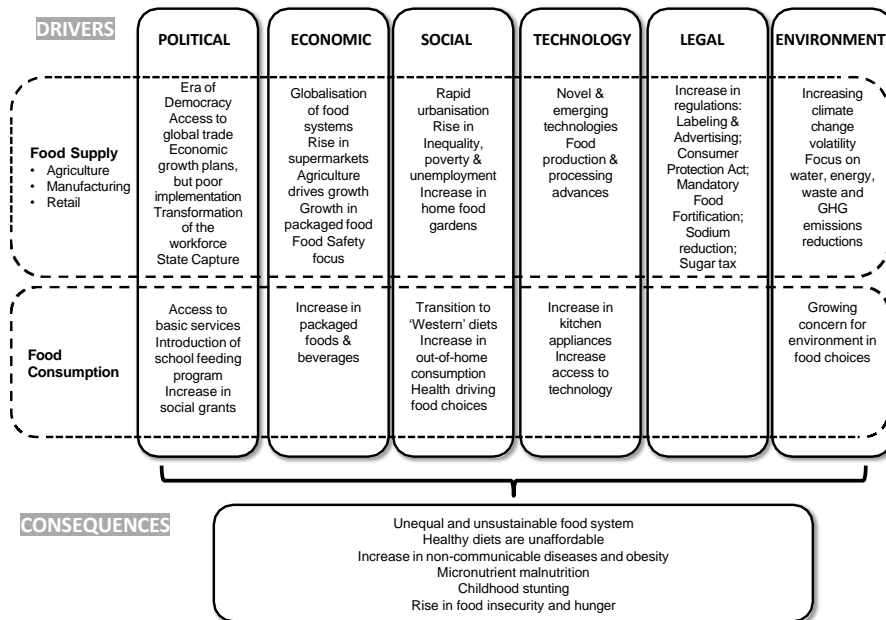 DRIVERS
POLITICAL
ECONOMIC
SOCIAL
TECHNOLOGY
LEGAL
ENVIRONMENT
Food Supply
• Agriculture
• Manufacturing
• Retail
Era of
Democracy
Access to
global trade
Economic
growth plans,
but poor
implementation
Transformation
of the
workforce
State Capture
Globalisation
of food
systems
Rise in
supermarkets
Agriculture
drives growth
Growth in
packaged food
Food Safety
focus
Rapid
urbanisation
Rise in
Inequality,
poverty &
unemployment
Increase in
home food
gardens
Novel &
emerging
technologies
Food
production &
processing
advances
Increase in
regulations:
Labeling &
Advertising;
Consumer
Protection Act;
Mandatory
Food
Fortification;
Sodium
reduction;
Sugar tax
Increasing
climate
change
volatility
Focus on
water, energy,
waste and
GHG
emissions
reductions
Food
Consumption
Access to
basic services
Introduction of
school feeding
program
Increase in
social grants
Increase in
packaged
foods &
beverages
Transition to
‘Western’ diets
Increase in
out-of-home
consumption
Health driving
food choices
Increase in
kitchen
appliances
Increase
access to
technology
Growing
concern for
environment in
food choices
CONSEQUENCES
Unequal and unsustainable food system
Healthy diets are unaffordable
Increase in non-communicable diseases and obesity
Micronutrient malnutrition
Childhood stunting
Rise in food insecurity and hunger